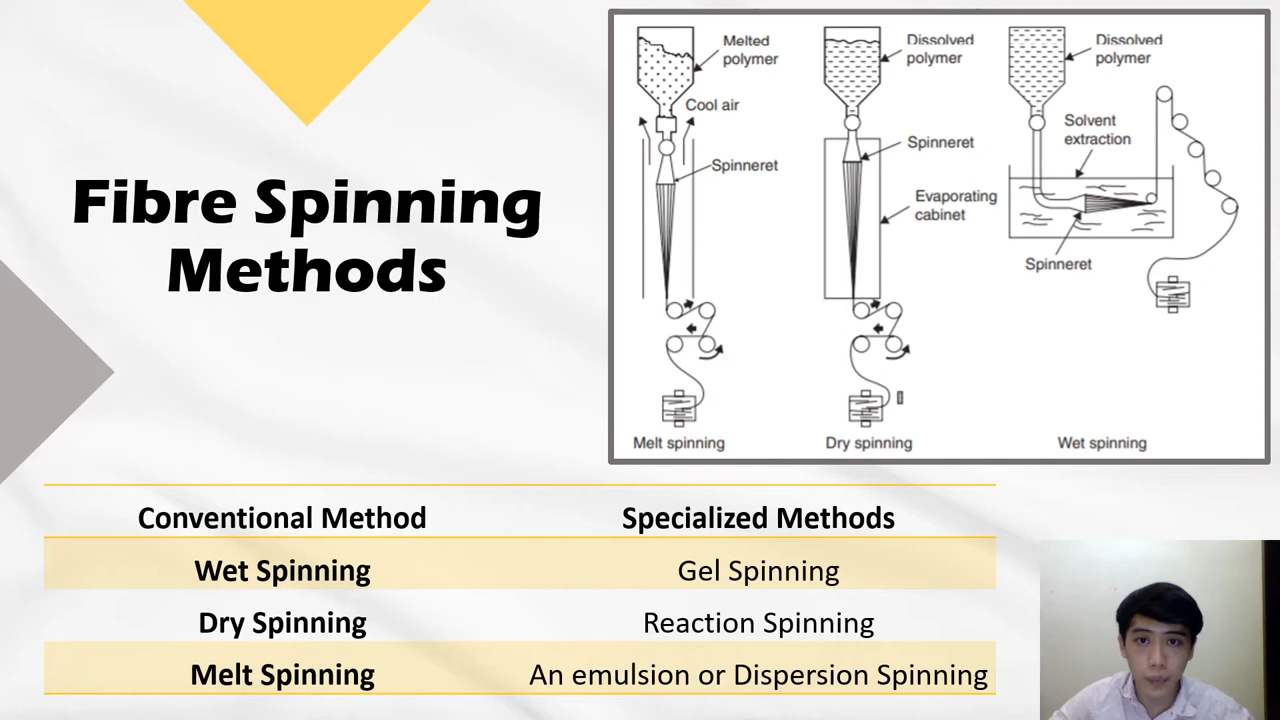 Fibre Spinning
Methods
Melted
polymer
Cool air
Spinneret
Melt spinning
Dissolved
polymer
Spinneret
Evaporating
cabinet
Dry spinning
Dissolved
polymer
Solvent
extraction
Spinneret
Wet spinning
Conventional Method Specialized Methods
Wet Spinning Gel Spinning
Dry Spinning Reaction Spinning
Melt Spinning An emulsion or Dispersion Spinning